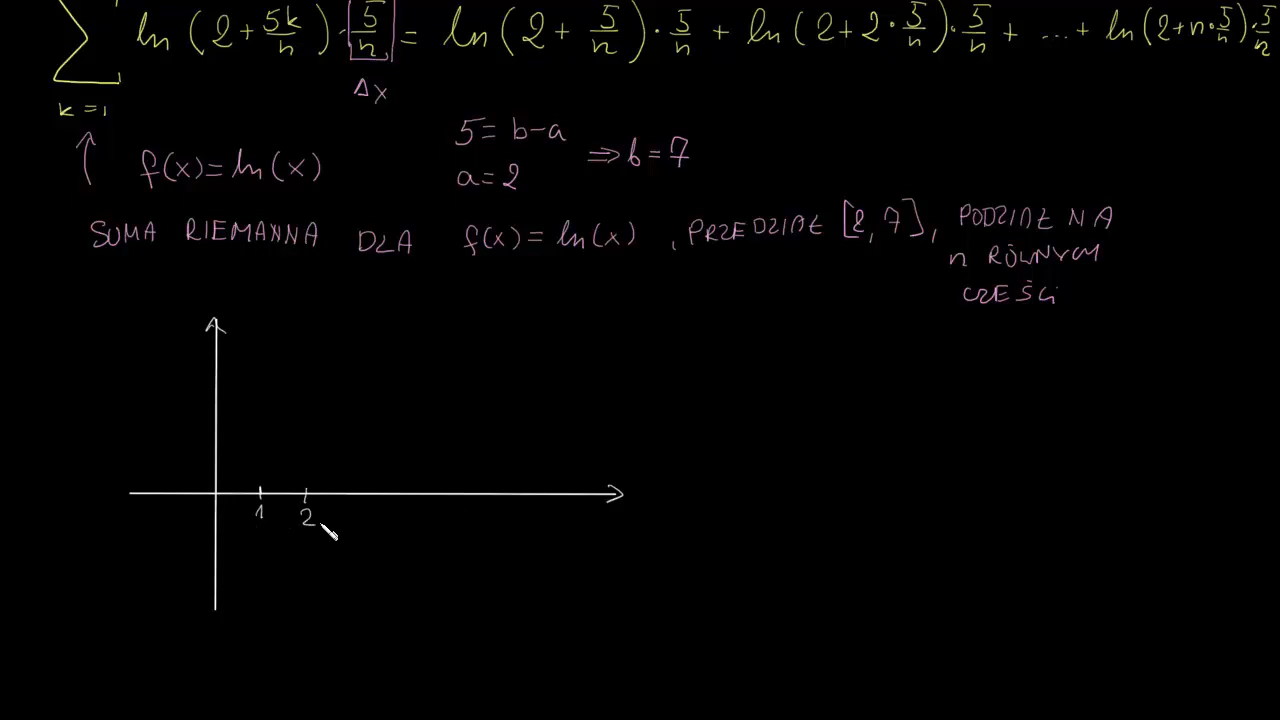 ∑ ln(2+5k/n)·5/n = ln(2+5/n)·5/n + ln(2+2·5/n)·5/n + ... + ln(2+n·5/n)·5/n
k=1
Δx
↑ f(x)=ln(x)
5=b-a
a=2
⇒ b=7
SUMA RIEMANNA DLA f(x)=ln(x), PRZEDZIAŁ [2,7], PODZIAŁ NA
n RÓWNYCH
CZEŚCi
1 2